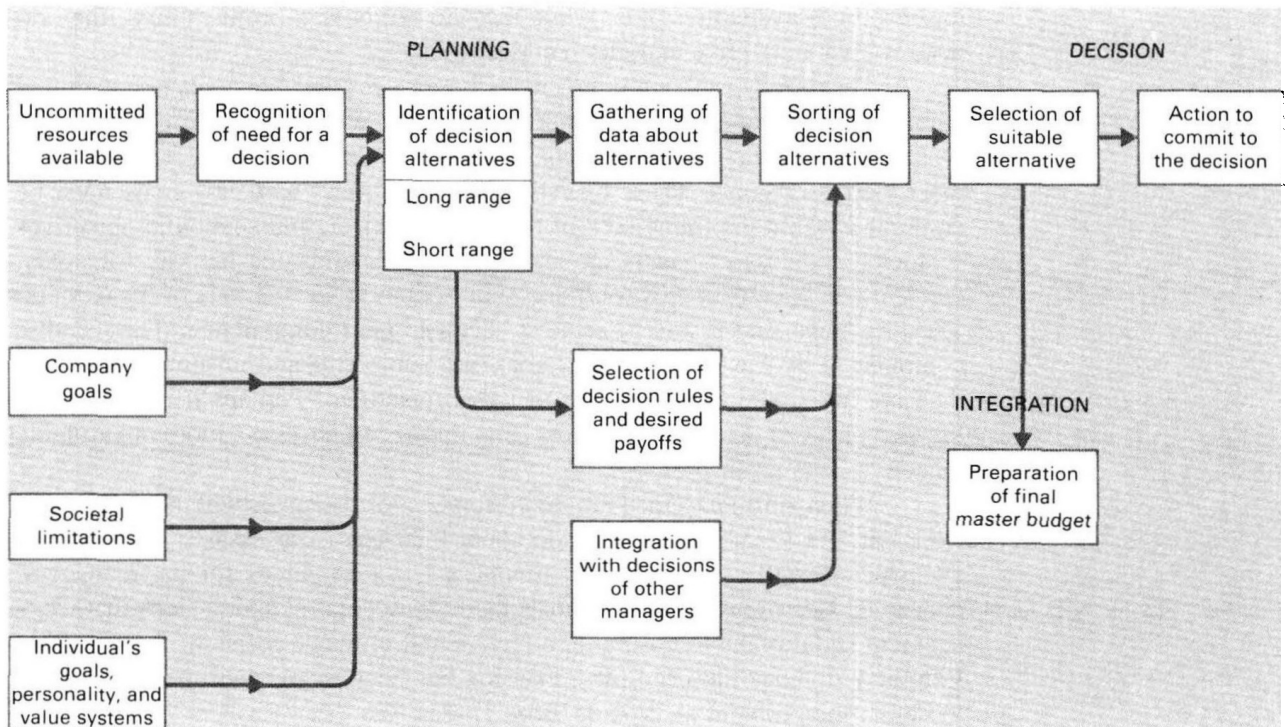 PLANNING
DECISION
Uncommitted
resources
available
Recognition
of need for a
decision
Identification
of decision
alternatives
Long range
Short range
Gathering of
data about
alternatives
Sorting of
decision
alternatives
Selection of
suitable
alternative
Action to
commit to
the decision
Company
goals
Selection of
decision rules
and desired
payoffs
INTEGRATION
Preparation
of final
master budget
Societal
limitations
Integration
with decisions
of other
managers
Individual's
goals,
personality, and
value systems